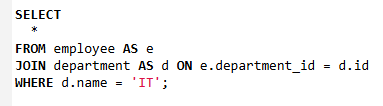 SELECT
  *
FROM employee AS e
JOIN department AS d ON e.department_id = d.id
WHERE d.name = 'IT';